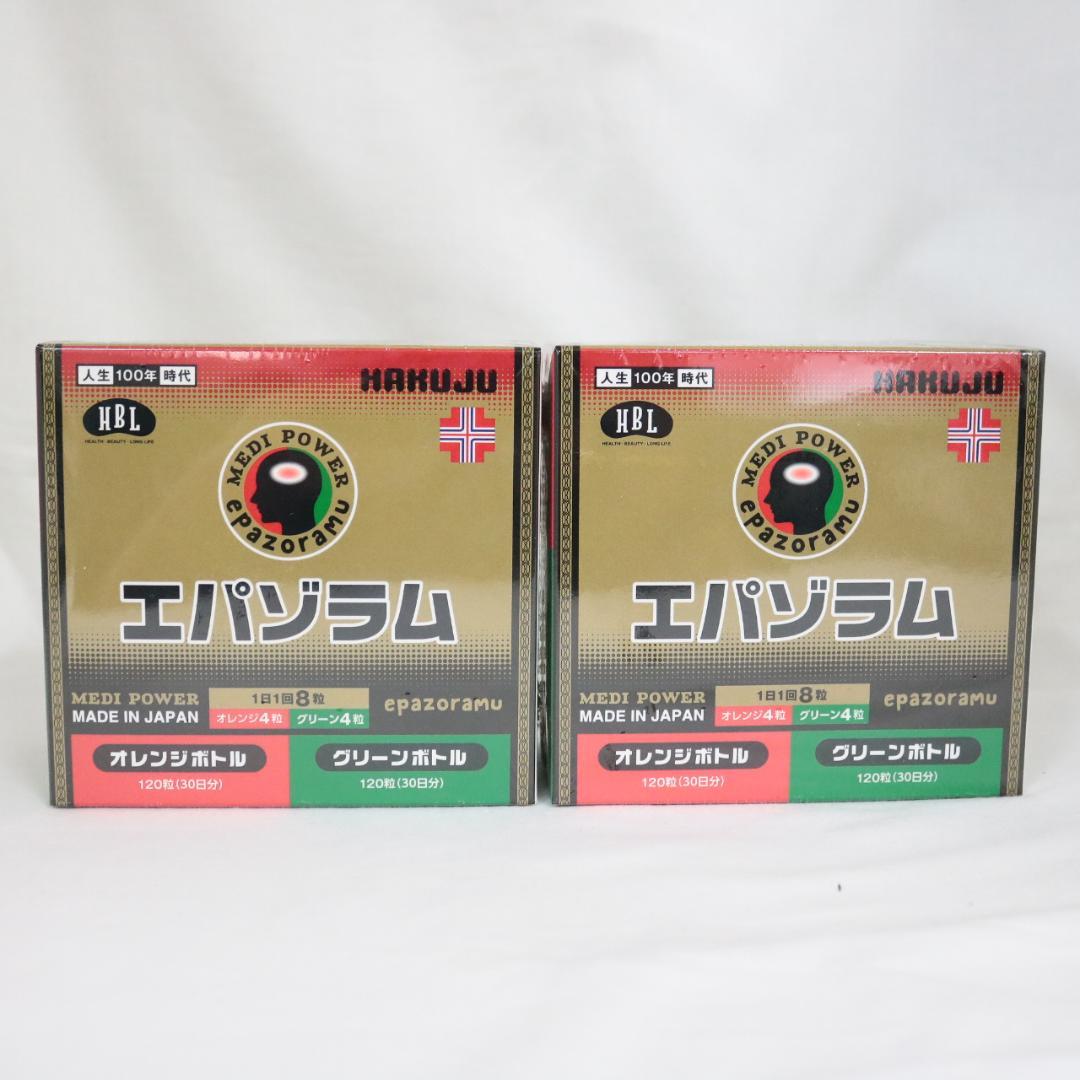 人生 100年 時代
HAKUJU
HBL
HEALTH・BEAUTY・LONG LIFE
MEDI POWER
epazoramu
エパゾラム
MEDI POWER
MADE IN JAPAN
1日1回8粒
オレンジ4粒 グリーン4粒
epazoramu
オレンジボトル
120粒(30日分)
グリーンボトル
120粒(30日分)
人生 100年 時代
HAKUJU
HBL
HEALTH・BEAUTY・LONG LIFE
MEDI POWER
epazoramu
エパゾラム
MEDI POWER
MADE IN JAPAN
1日1回8粒
オレンジ4粒 グリーン4粒
epazoramu
オレンジボトル
120粒(30日分)
グリーンボトル
120粒(30日分)